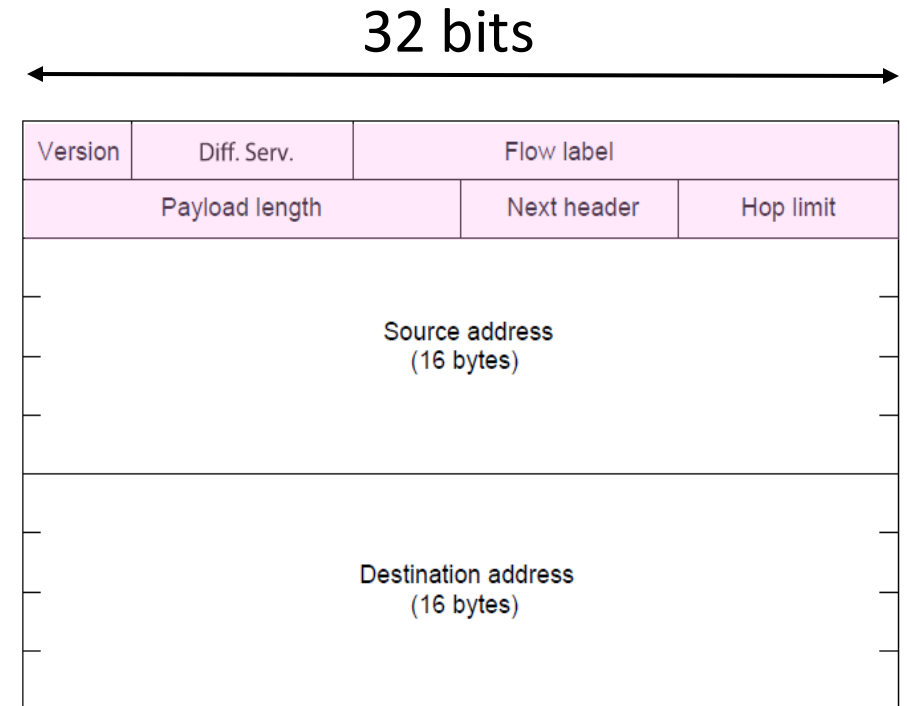 32 bits
Version Diff. Serv. Flow label
Payload length Next header Hop limit
Source address
(16 bytes)
Destination address
(16 bytes)